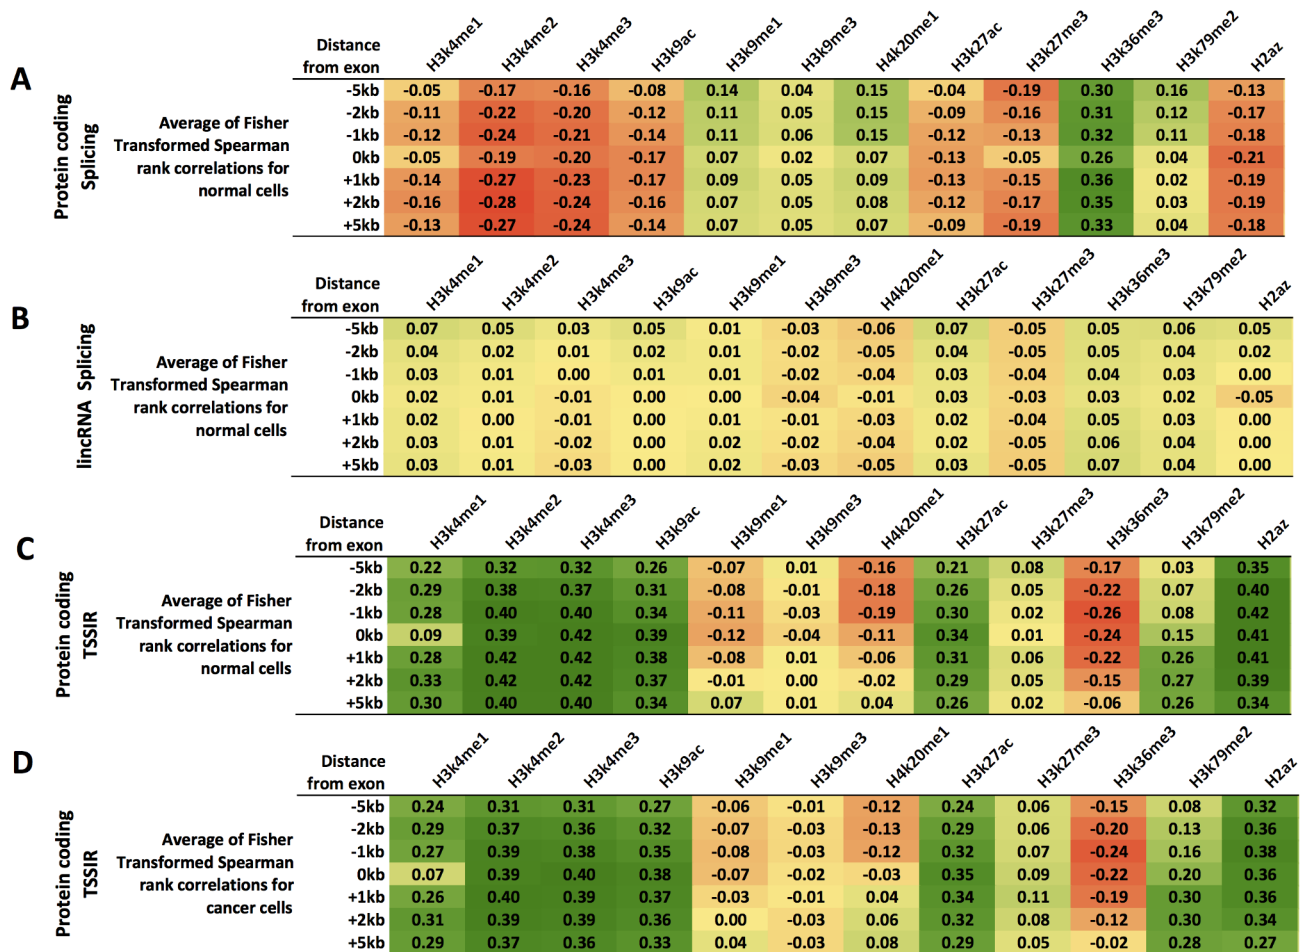 A
Protein coding
Splicing
Average of Fisher
Transformed Spearman
rank correlations for
normal cells
Distance
from exon
H3k4me1 H3k4me2 H3k4me3 H3k9ac H3k9me1 H3k9me3 H4k20me1 H3k27ac H3k27me3 H3k36me3 H3k79me2 H2az
-5kb -0.05 -0.17 -0.16 -0.08 0.14 0.04 0.15 -0.04 -0.19 0.30 0.16 -0.13
-2kb -0.11 -0.22 -0.20 -0.12 0.11 0.05 0.15 -0.09 -0.16 0.31 0.12 -0.17
-1kb -0.12 -0.24 -0.21 -0.14 0.11 0.06 0.15 -0.12 -0.13 0.32 0.11 -0.18
0kb -0.05 -0.19 -0.20 -0.17 0.07 0.02 0.07 -0.13 -0.05 0.26 0.04 -0.21
+1kb -0.14 -0.27 -0.23 -0.17 0.09 0.05 0.09 -0.13 -0.15 0.36 0.02 -0.19
+2kb -0.16 -0.28 -0.24 -0.16 0.07 0.05 0.08 -0.12 -0.17 0.35 0.03 -0.19
+5kb -0.13 -0.27 -0.24 -0.14 0.07 0.05 0.07 -0.09 -0.19 0.33 0.04 -0.18
B
lincRNA Splicing
Average of Fisher
Transformed Spearman
rank correlations for
normal cells
Distance
from exon
H3k4me1 H3k4me2 H3k4me3 H3k9ac H3k9me1 H3k9me3 H4k20me1 H3k27ac H3k27me3 H3k36me3 H3k79me2 H2az
-5kb 0.07 0.05 0.03 0.05 0.01 -0.03 -0.06 0.07 -0.05 0.05 0.06 0.05
-2kb 0.04 0.02 0.01 0.02 0.01 -0.02 -0.05 0.04 -0.05 0.05 0.04 0.02
-1kb 0.03 0.01 0.00 0.01 0.01 -0.02 -0.04 0.03 -0.04 0.04 0.03 0.00
0kb 0.02 0.01 -0.01 0.00 0.00 -0.04 -0.01 0.03 -0.03 0.03 0.02 -0.05
+1kb 0.02 0.00 -0.01 0.00 0.01 -0.01 -0.03 0.02 -0.04 0.05 0.03 0.00
+2kb 0.03 0.01 -0.02 0.00 0.02 -0.02 -0.04 0.02 -0.05 0.06 0.04 0.00
+5kb 0.03 0.01 -0.03 0.00 0.02 -0.03 -0.05 0.03 -0.05 0.07 0.04 0.00
C
Protein coding
TSSIR
Average of Fisher
Transformed Spearman
rank correlations for
normal cells
Distance
from exon
H3k4me1 H3k4me2 H3k4me3 H3k9ac H3k9me1 H3k9me3 H4k20me1 H3k27ac H3k27me3 H3k36me3 H3k79me2 H2az
-5kb 0.22 0.32 0.32 0.26 -0.07 0.01 -0.16 0.21 0.08 -0.17 0.03 0.35
-2kb 0.29 0.38 0.37 0.31 -0.08 -0.01 -0.18 0.26 0.05 -0.22 0.07 0.40
-1kb 0.28 0.40 0.40 0.34 -0.11 -0.03 -0.19 0.30 0.02 -0.26 0.08 0.42
0kb 0.09 0.39 0.42 0.39 -0.12 -0.04 -0.11 0.34 0.01 -0.24 0.15 0.41
+1kb 0.28 0.42 0.42 0.38 -0.08 0.01 -0.06 0.31 0.06 -0.22 0.26 0.41
+2kb 0.33 0.42 0.42 0.37 -0.01 0.00 -0.02 0.29 0.05 -0.15 0.27 0.39
+5kb 0.30 0.40 0.40 0.34 0.07 0.01 0.04 0.26 0.02 -0.06 0.26 0.34
D
Protein coding
TSSIR
Average of Fisher
Transformed Spearman
rank correlations for
cancer cells
Distance
from exon
H3k4me1 H3k4me2 H3k4me3 H3k9ac H3k9me1 H3k9me3 H4k20me1 H3k27ac H3k27me3 H3k36me3 H3k79me2 H2az
-5kb 0.24 0.31 0.31 0.27 -0.06 -0.01 -0.12 0.24 0.06 -0.15 0.08 0.32
-2kb 0.29 0.37 0.36 0.32 -0.07 -0.03 -0.13 0.29 0.06 -0.20 0.13 0.36
-1kb 0.27 0.39 0.38 0.35 -0.08 -0.03 -0.12 0.32 0.07 -0.24 0.16 0.38
0kb 0.07 0.39 0.40 0.38 -0.07 -0.02 -0.03 0.35 0.09 -0.22 0.20 0.36
+1kb 0.26 0.40 0.39 0.37 -0.03 -0.01 0.04 0.34 0.11 -0.19 0.30 0.36
+2kb 0.31 0.39 0.39 0.36 0.00 -0.03 0.06 0.32 0.08 -0.12 0.30 0.34
+5kb 0.29 0.37 0.36 0.33 0.04 -0.03 0.08 0.29 0.05 -0.02 0.28 0.27